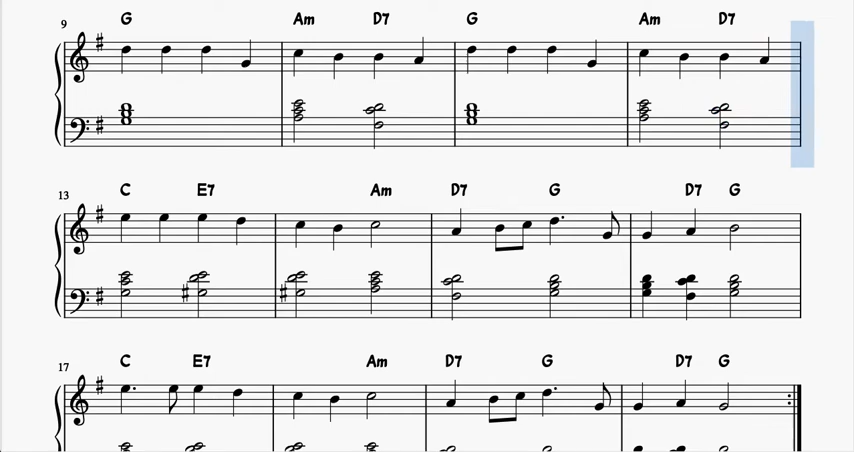 9 G Am D7 G Am D7
13 C E7 Am D7 G D7 G
17 C E7 Am D7 G D7 G